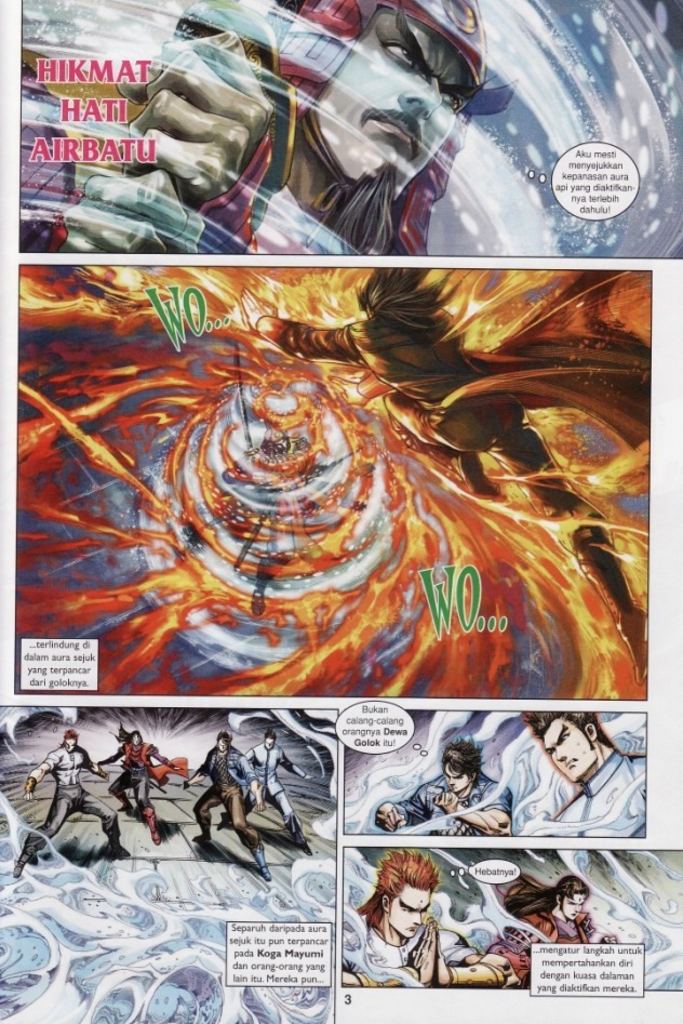 HIKMAT
HATI
AIRBATU
Aku mesti
menyejukkan
kepanasan aura
api yang diaktifkan-
nya terlebih
dahulu!
WO...
WO...
...terlindung di
dalam aura sejuk
yang terpancar
dari goloknya.
Separuh daripada aura
sejuk itu pun terpancar
pada Koga Mayumi
dan orang-orang yang
lain itu. Mereka pun...
Bukan
calang-calang
orangnya Dewa
Golok itu!
Hebatnya!
...mengatur langkah untuk
mempertahankan diri
dengan kuasa dalaman
yang diaktifkan mereka.
3